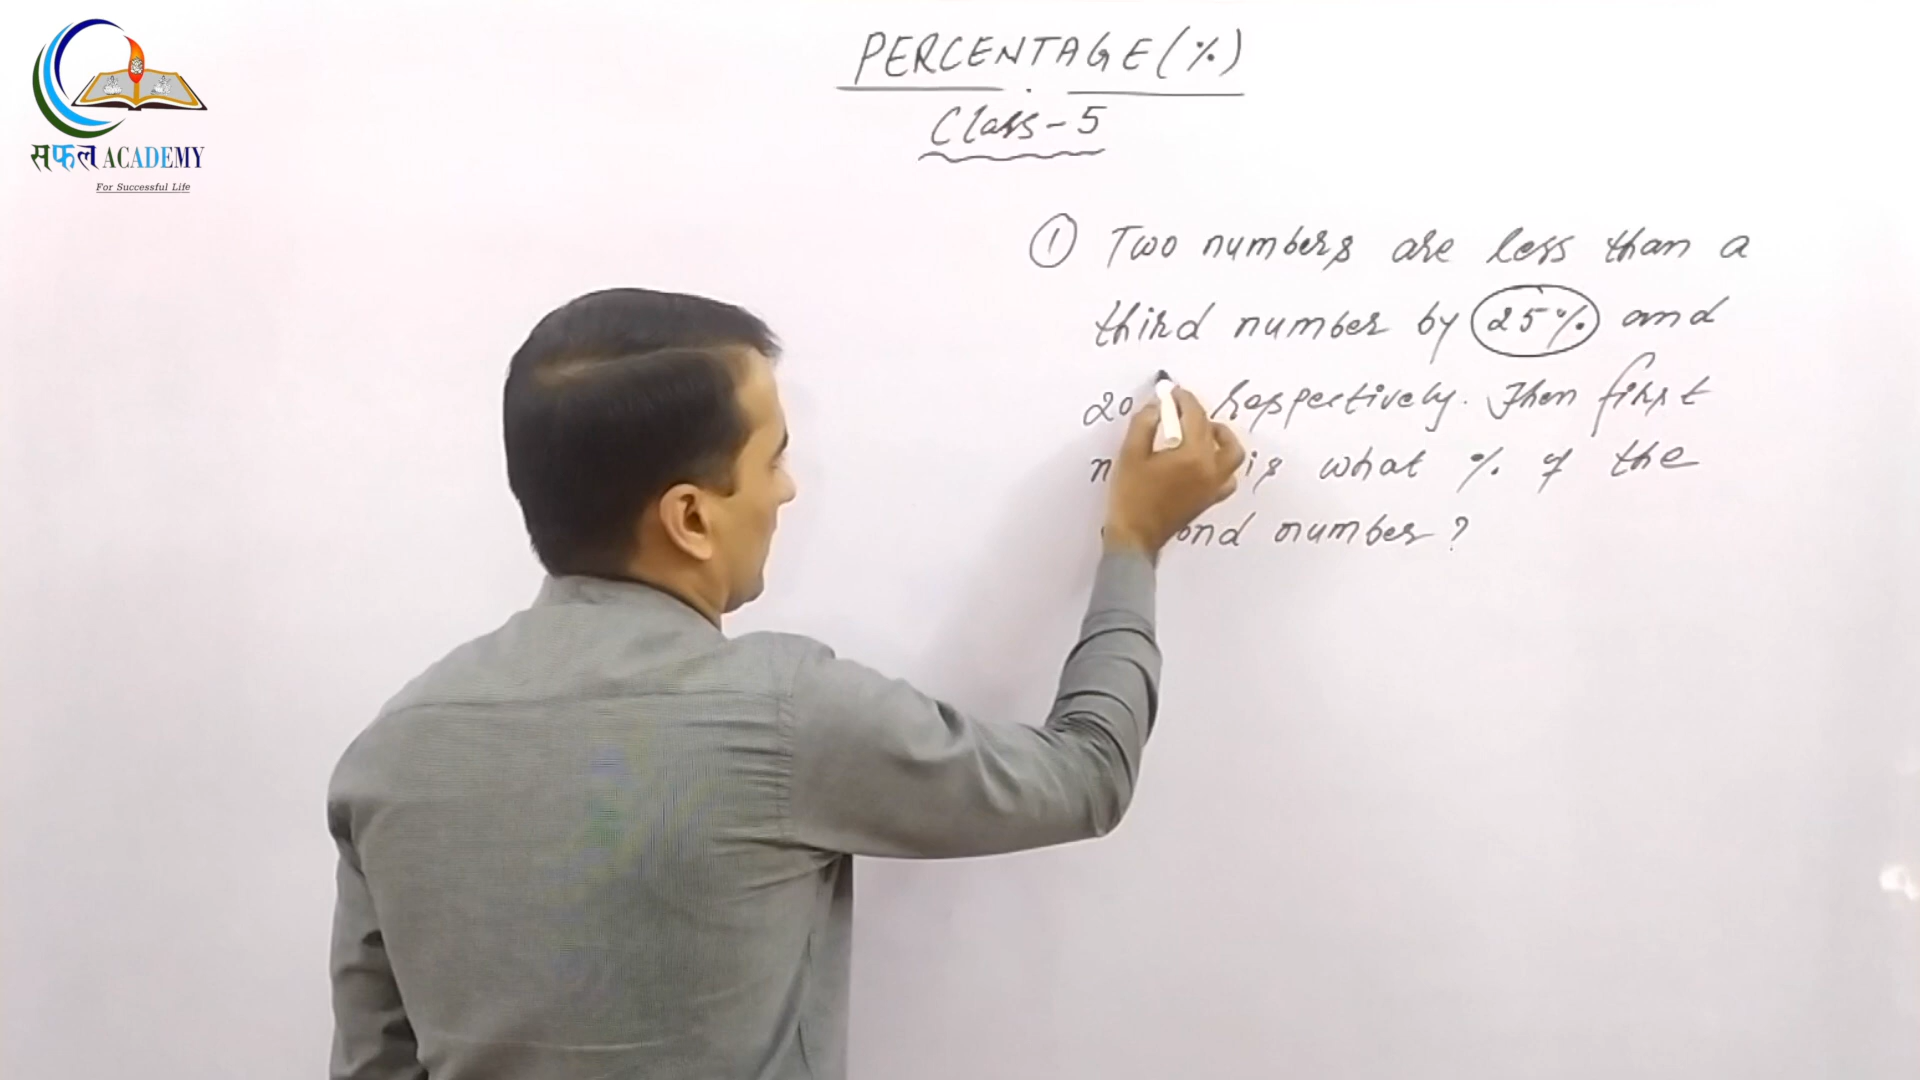 सफल ACADEMY
For Successful Life
PERCENTAGE (%)
Class - 5
① Two numbers are less than a
third number by 25% and
20 respectively. Then first
is what % of the
number?